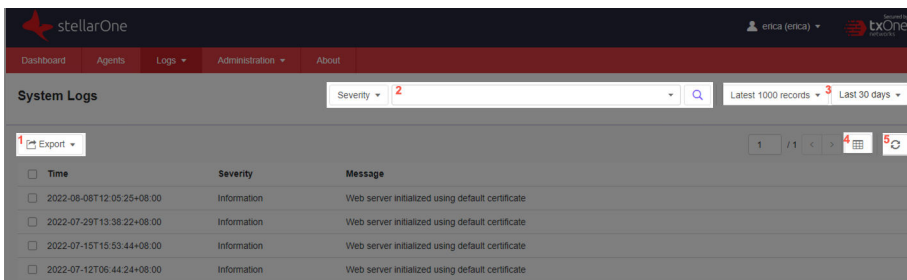 stellarOne
erica (erica)
Secured by
txOne
networks
Dashboard Agents Logs Administration About
System Logs
Severity 2
Latest 1000 records 3 Last 30 days
1 Export
1 / 1 < > 4 5
Time Severity Message
2022-08-08T12:05:25+08:00 Information Web server initialized using default certificate
2022-07-29T13:38:22+08:00 Information Web server initialized using default certificate
2022-07-15T15:53:44+08:00 Information Web server initialized using default certificate
2022-07-12T06:44:24+08:00 Information Web server initialized using default certificate